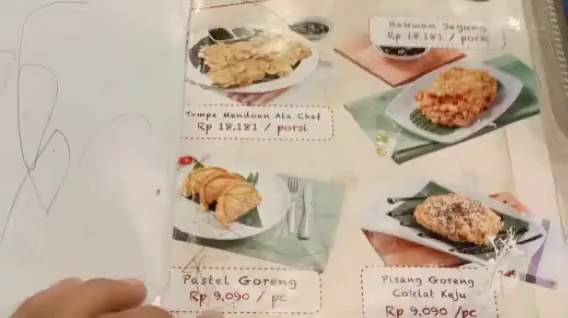 Bakwan Jagung
Rp 18.181 / porsi
Tempe Mendoan Ala Chef
Rp 18.181 / porsi
Pastel Goreng
Rp 9.090 / pc
Pisang Goreng
Coklat Keju
Rp 9.090 / pc